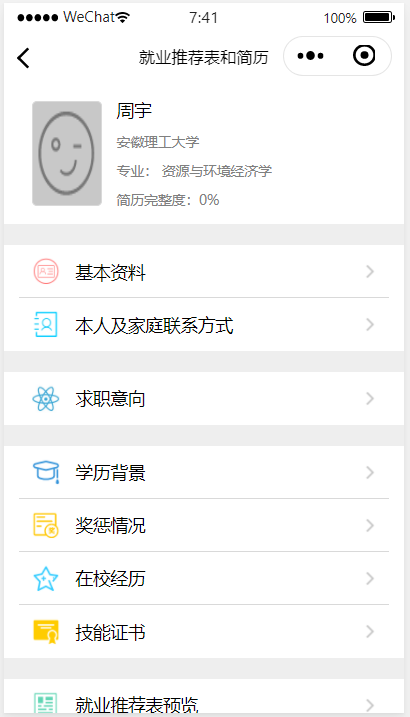 WeChat 7:41 100%
就业推荐表和简历
周宇
安徽理工大学
专业： 资源与环境经济学
简历完整度：0%
基本资料
本人及家庭联系方式
求职意向
学历背景
奖惩情况
在校经历
技能证书
就业推荐表预览